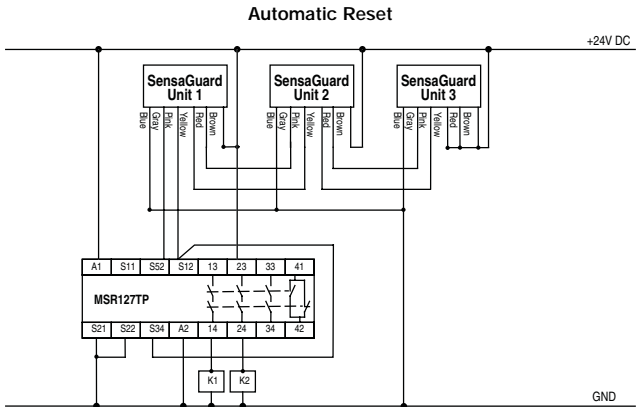 Automatic Reset
+24V DC
SensaGuard
Unit 1
SensaGuard
Unit 2
SensaGuard
Unit 3
Blue
Gray
Pink
Yellow
Red
Brown
Blue
Gray
Pink
Yellow
Red
Brown
Blue
Gray
Pink
Yellow
Red
Brown
A1 S11 S52 S12 13 23 33 41
MSR127TP
S21 S22 S34 A2 14 24 34 42
K1 K2
GND